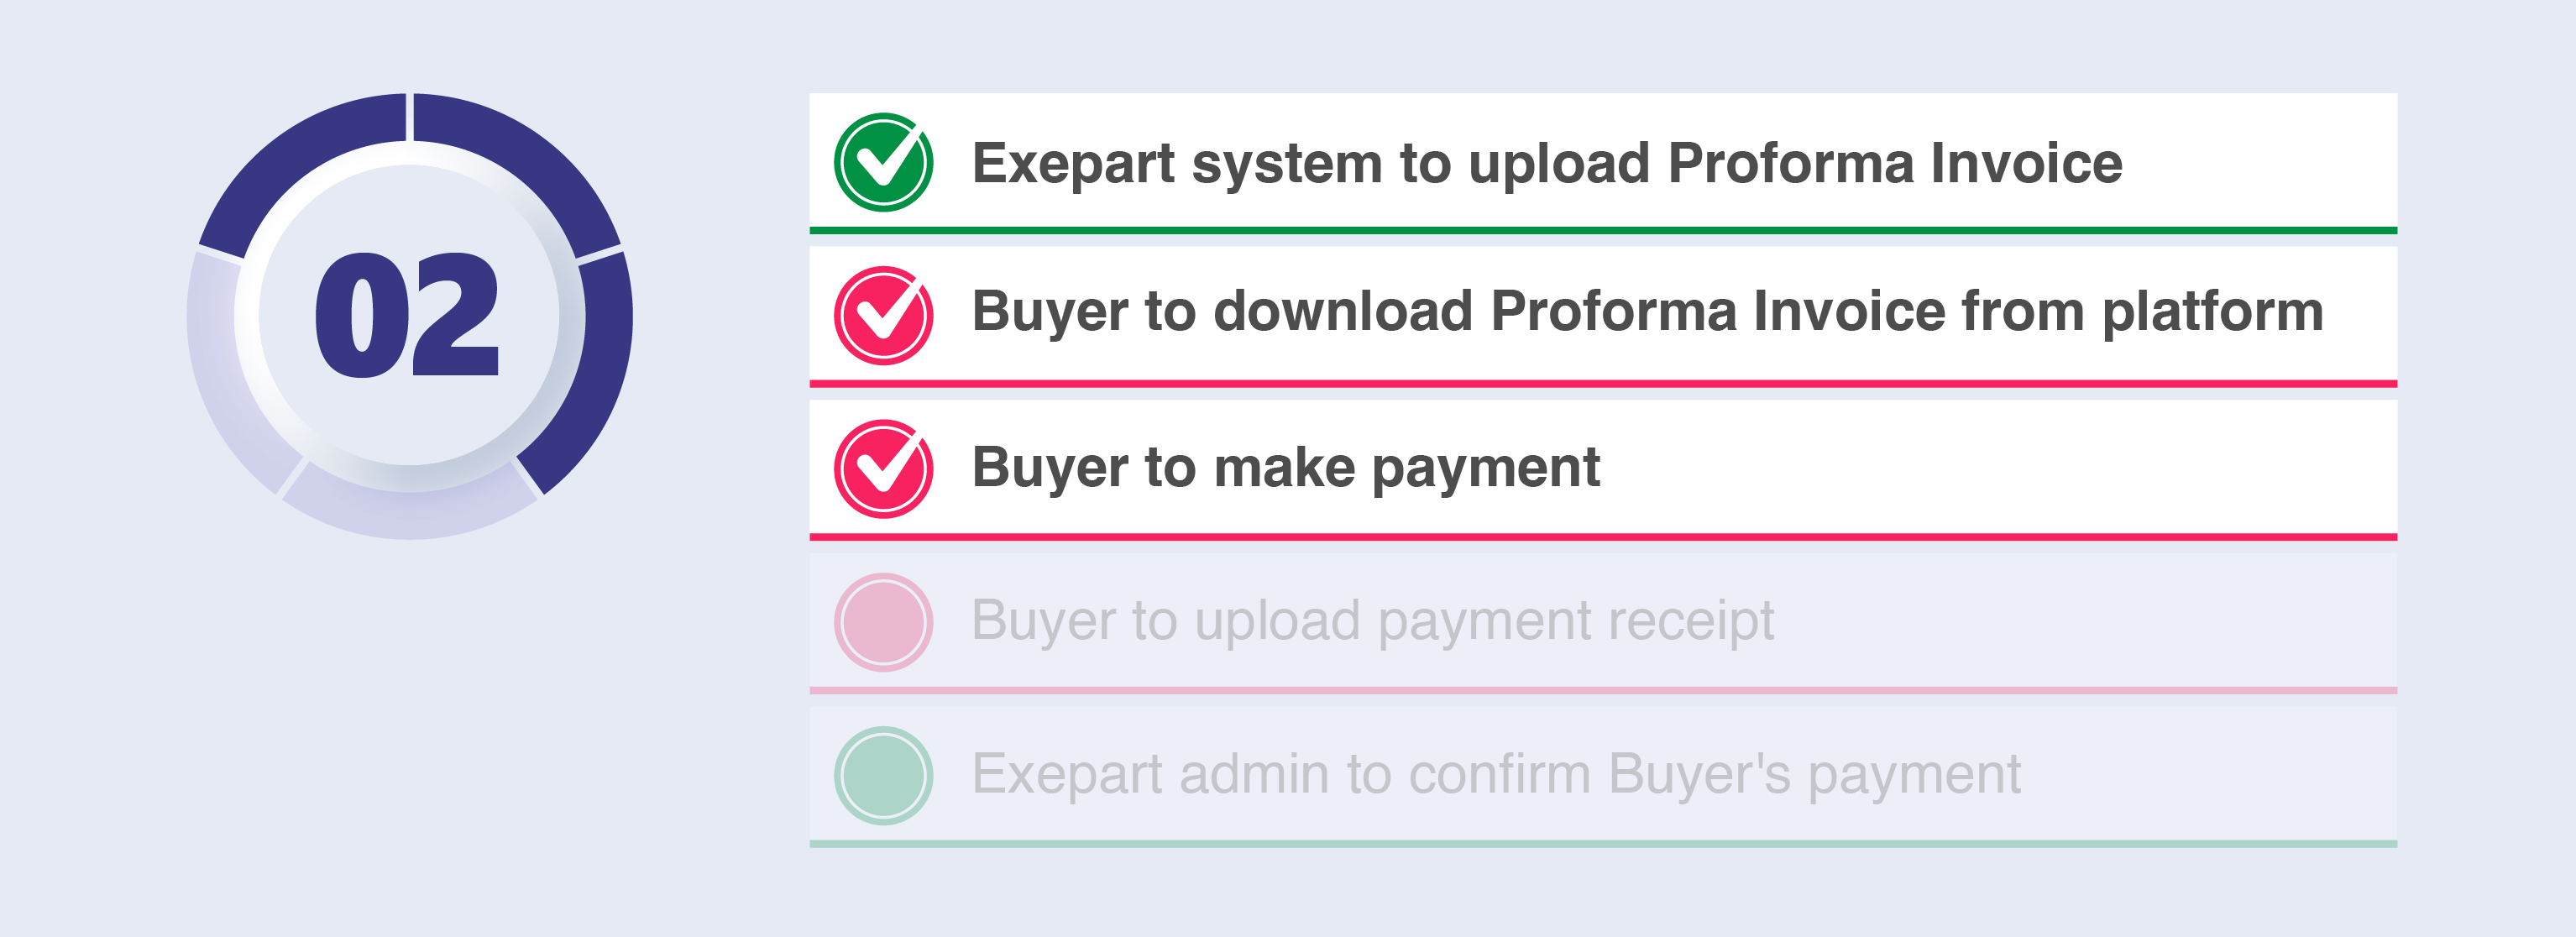 02
Exepart system to upload Proforma Invoice
Buyer to download Proforma Invoice from platform
Buyer to make payment
Buyer to upload payment receipt
Exepart admin to confirm Buyer's payment